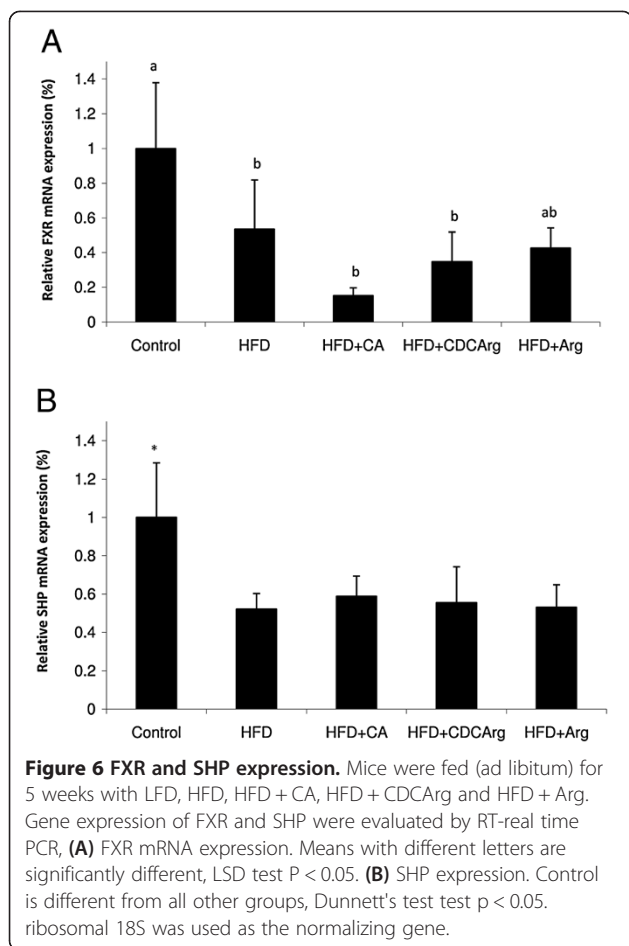 A
Relative FXR mRNA expression (%)
1.4
1.2
1
0.8
0.6
0.4
0.2
0
a
b
b
b
ab
Control HFD HFD+CA HFD+CDCArg HFD+Arg
B
Relative SHP mRNA expression (%)
1.4
1.2
1
0.8
0.6
0.4
0.2
0
*
Control HFD HFD+CA HFD+CDCArg HFD+Arg
Figure 6 FXR and SHP expression. Mice were fed (ad libitum) for
5 weeks with LFD, HFD, HFD + CA, HFD + CDCArg and HFD + Arg.
Gene expression of FXR and SHP were evaluated by RT-real time
PCR, (A) FXR mRNA expression. Means with different letters are
significantly different, LSD test P < 0.05. (B) SHP expression. Control
is different from all other groups, Dunnett's test test p < 0.05.
ribosomal 18S was used as the normalizing gene.